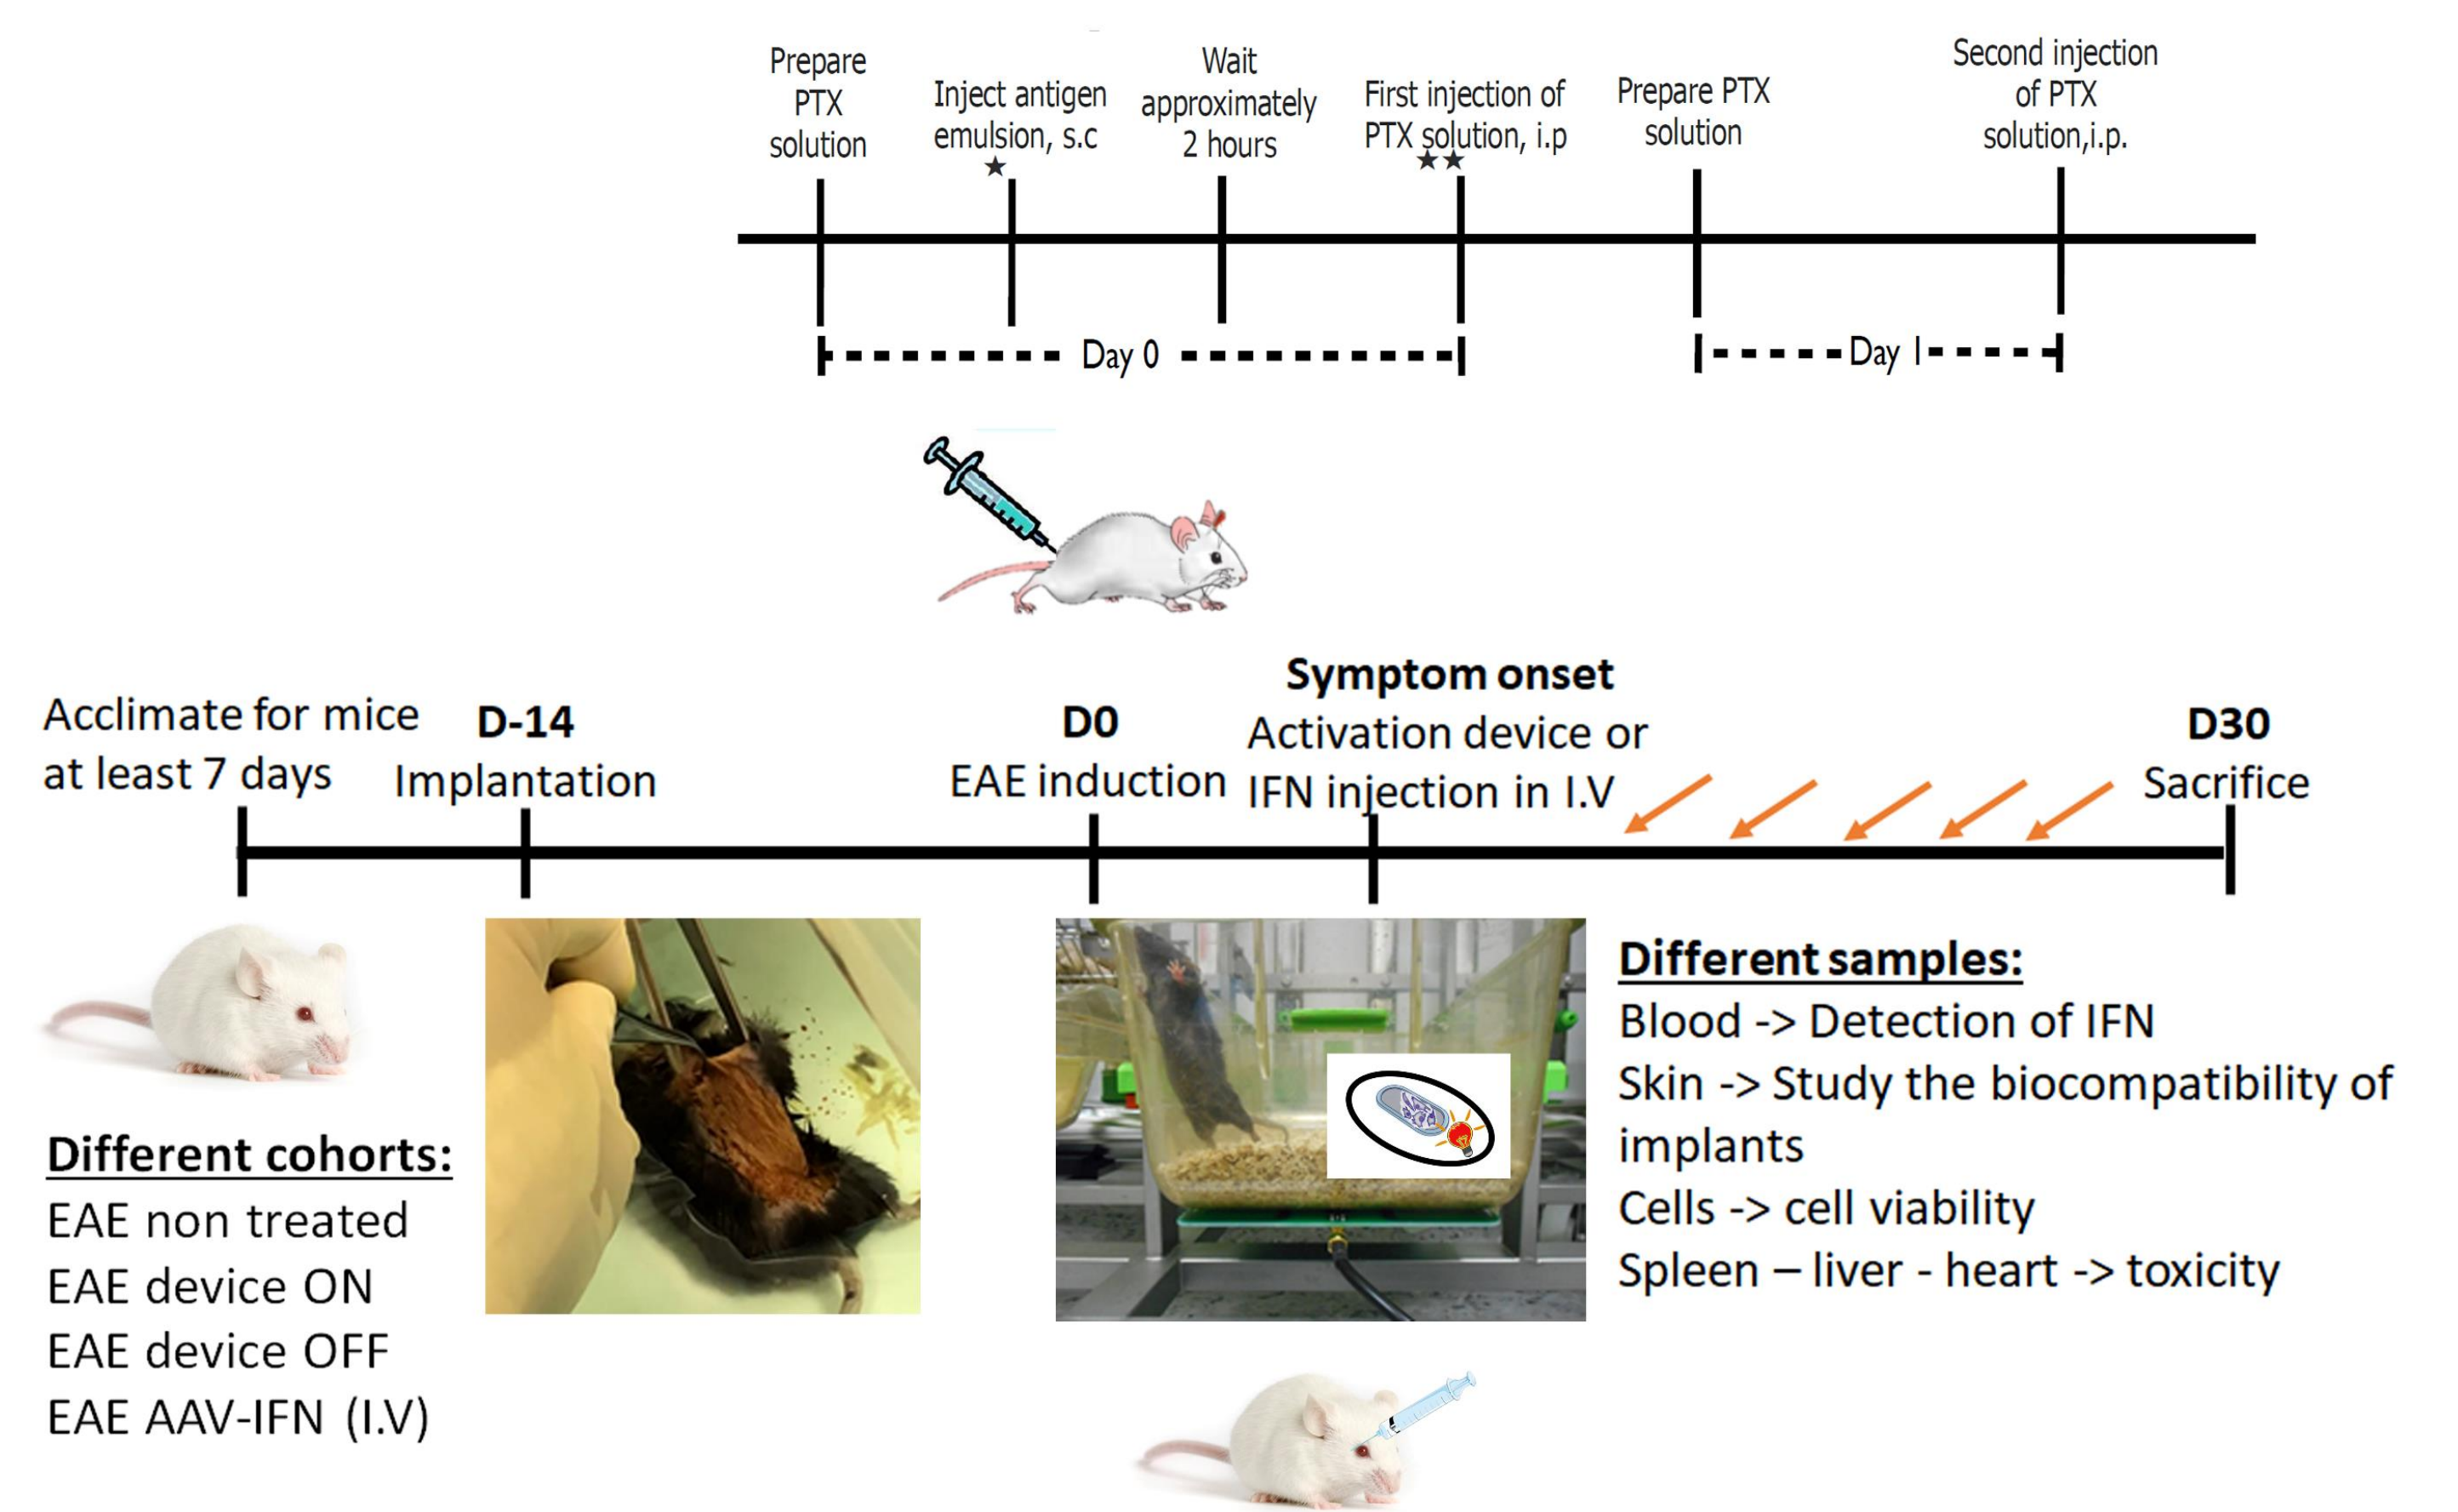 Prepare
PTX
solution
Inject antigen
emulsion, s.c
★
Wait
approximately
2 hours
First injection of
PTX solution, i.p
★★
Prepare PTX
solution
Second injection
of PTX
solution,i.p.
Day 0
Day I
Acclimate for mice
at least 7 days
D-14
Implantation
D0
EAE induction
Symptom onset
Activation device or
IFN injection in I.V
D30
Sacrifice
Different cohorts:
EAE non treated
EAE device ON
EAE device OFF
EAE AAV-IFN (I.V)
Different samples:
Blood -> Detection of IFN
Skin -> Study the biocompatibility of
implants
Cells -> cell viability
Spleen – liver - heart -> toxicity